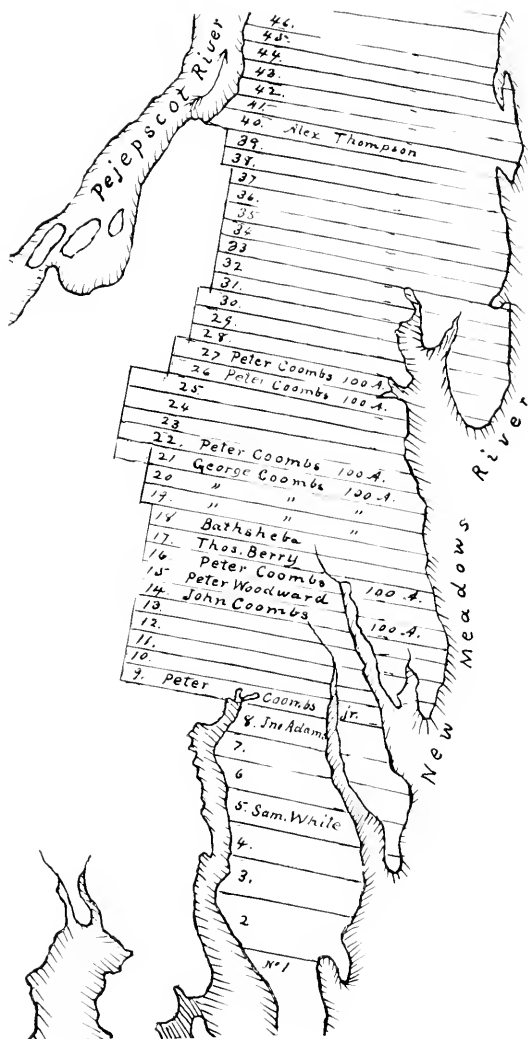 46.
45.
44.
43.
42.
41.
40. Alex Thompson
39.
38.
37
36.
35
34
33
32
31.
30.
29.
28.
27 Peter Coombs 100 A.
26 Peter Coombs 100 A.
25
24
23
22. Peter Coombs 100 A.
21 George Coombs 100 A.
20 " " "
19. " " "
18 Bathsheba
17. Thos. Berry
16 Peter Coombs 100 A.
15 Peter Woodward
14. John Coombs 100 A.
13.
12.
11.
10.
9. Peter Coombs jr.
8. Jno Adams
7.
6
5. Sam. White
4.
3.
2
No 1
Pejepscot River
New Meadows River